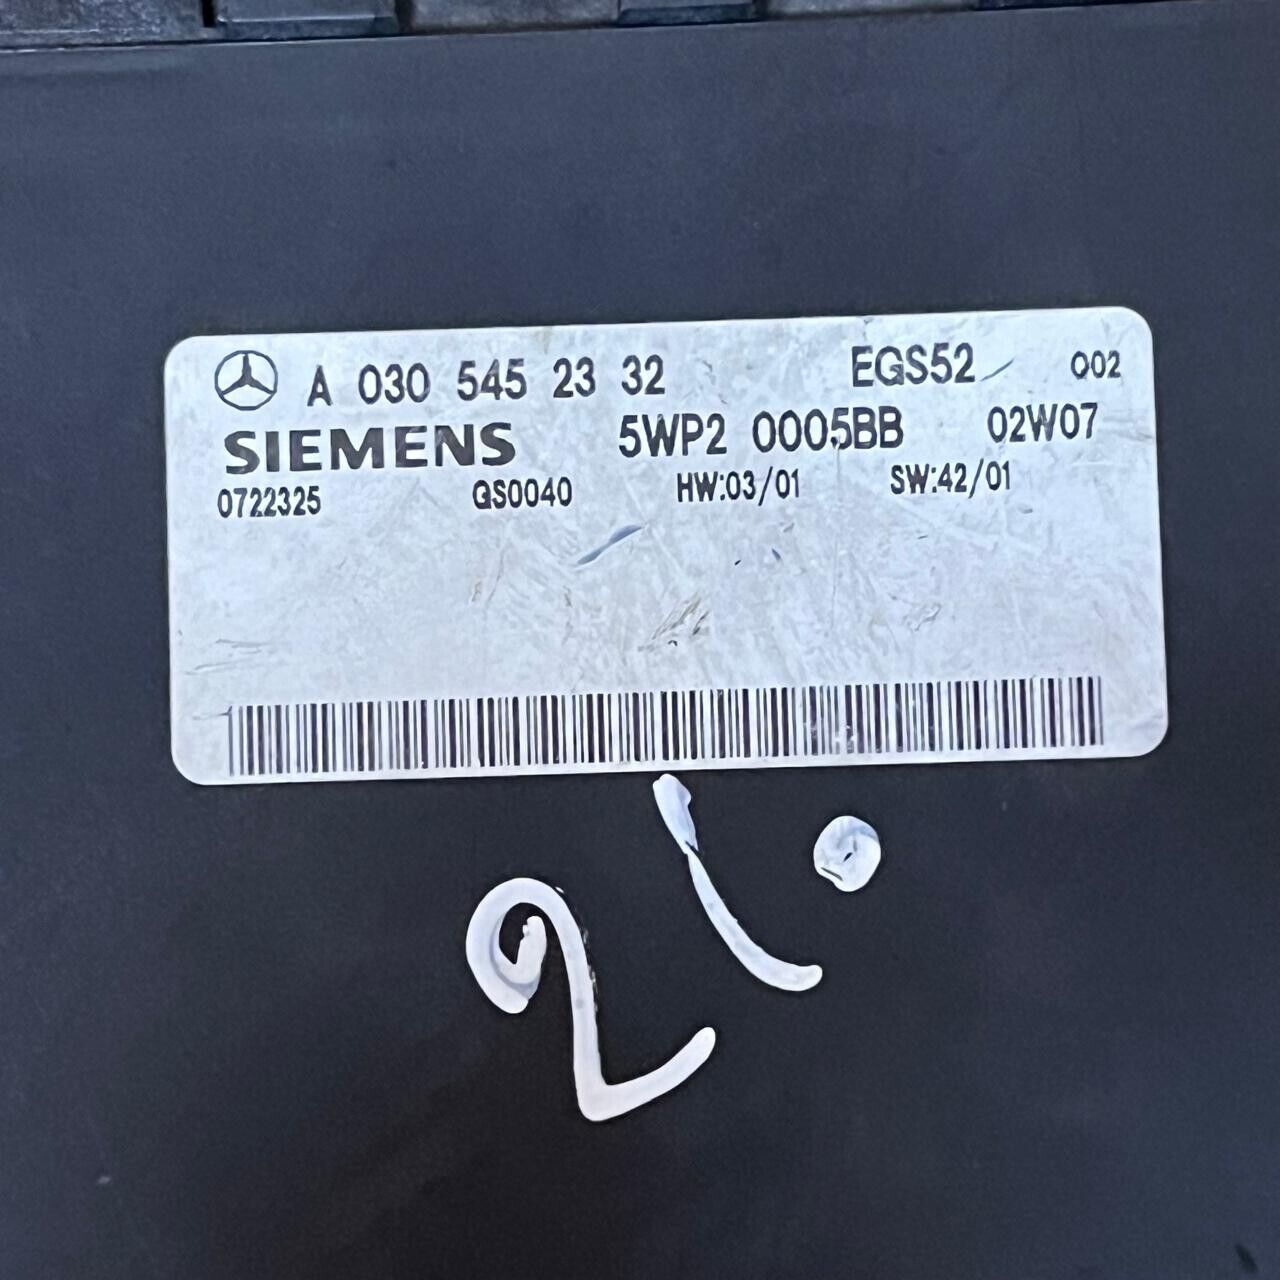 A 030 545 23 32 EGS52 Q02
SIEMENS 5WP2 0005BB 02W07
0722325 QS0040 HW:03/01 SW:42/01
21.